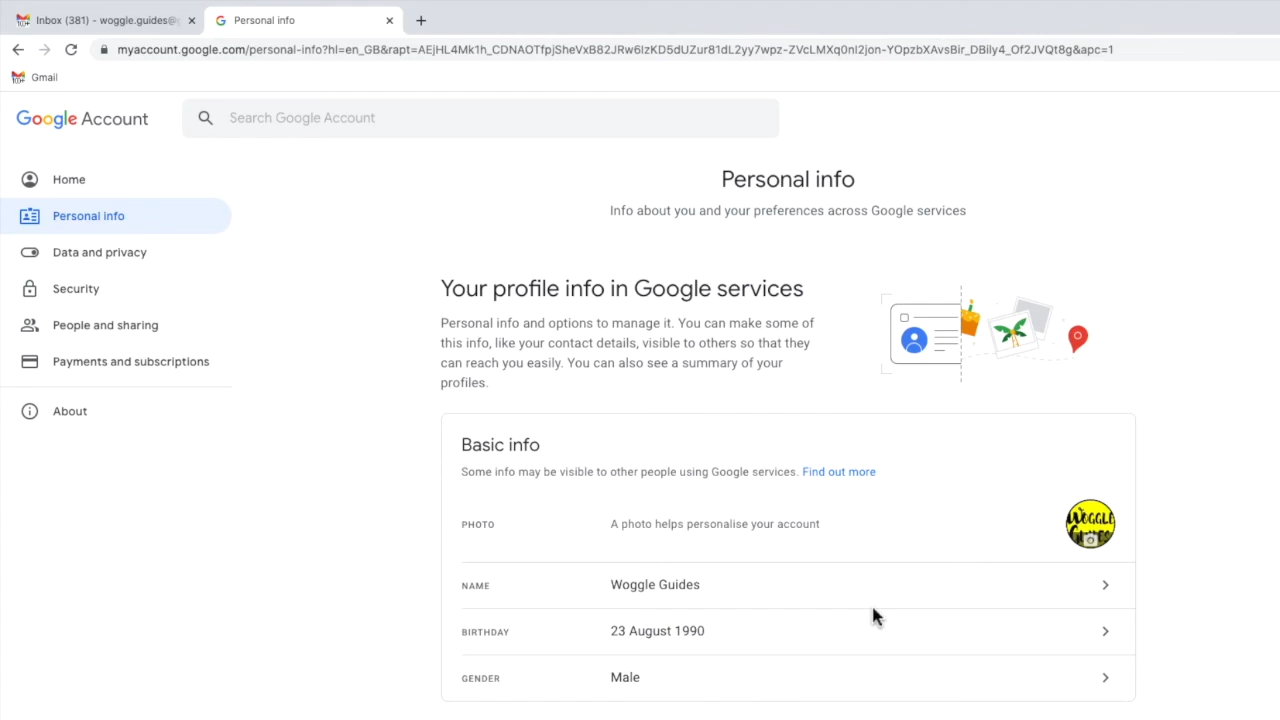 Inbox (381) - woggle.guides@g
Personal info
myaccount.google.com/personal-info?hl=en_GB&rapt=AEjHL4Mk1h_CDNAOTfpjSheVxB82JRw6IzKD5dUZur81dL2yy7wpz-ZVcLMXq0nI2jon-YOpzbXAvsBir_DBily4_Of2JVQt8g&apc=1
Gmail
Google Account
Search Google Account
Home
Personal info
Data and privacy
Security
People and sharing
Payments and subscriptions
About
Personal info
Info about you and your preferences across Google services
Your profile info in Google services
Personal info and options to manage it. You can make some of
this info, like your contact details, visible to others so that they
can reach you easily. You can also see a summary of your
profiles.
Basic info
Some info may be visible to other people using Google services. Find out more
PHOTO
A photo helps personalise your account
WOGGLE
GUIDES
NAME
Woggle Guides
BIRTHDAY
23 August 1990
GENDER
Male